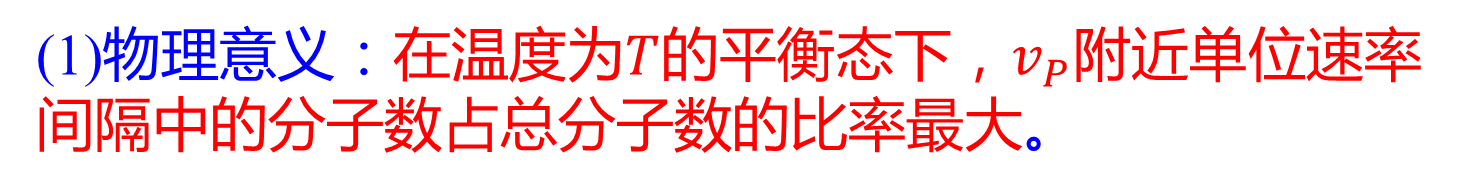 (1)物理意义：在温度为T的平衡态下，v_P附近单位速率
间隔中的分子数占总分子数的比率最大。